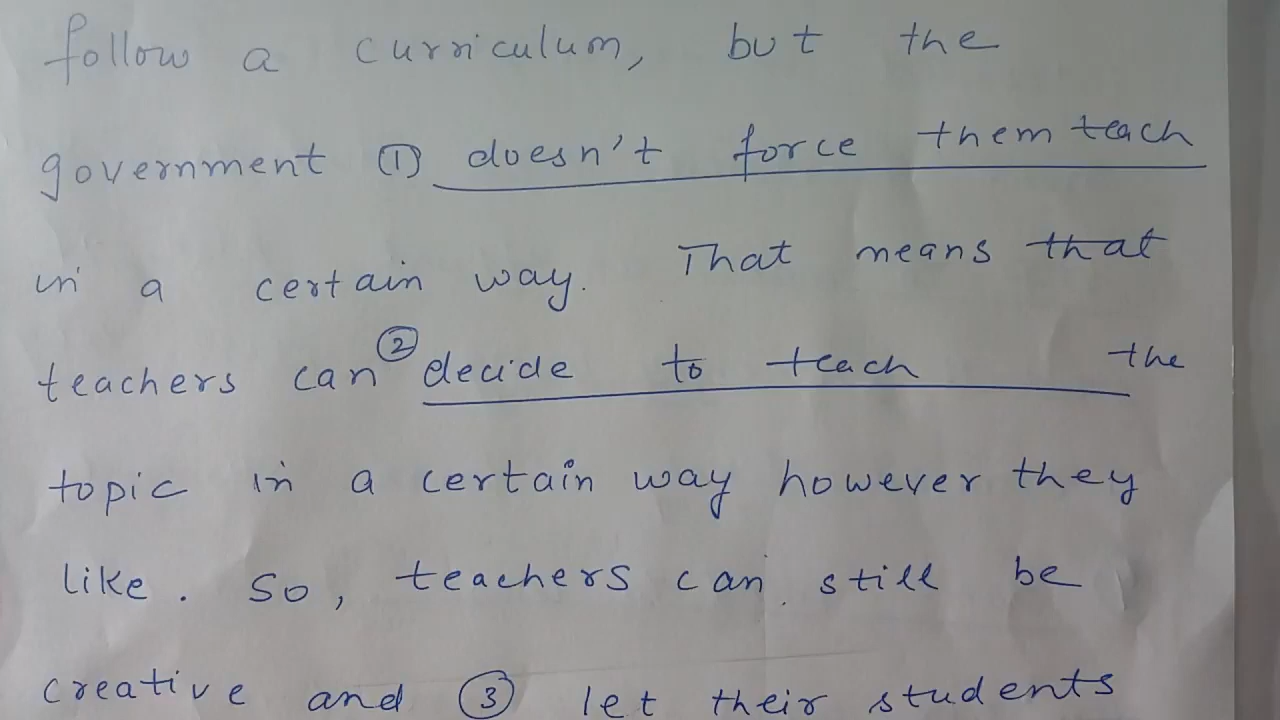 follow a curriculum, but the
government ① doesn't force them teach
in a certain way. That means that
teachers can ② decide to teach the
topic in a certain way however they
like. So, teachers can still be
creative and ③ let their students